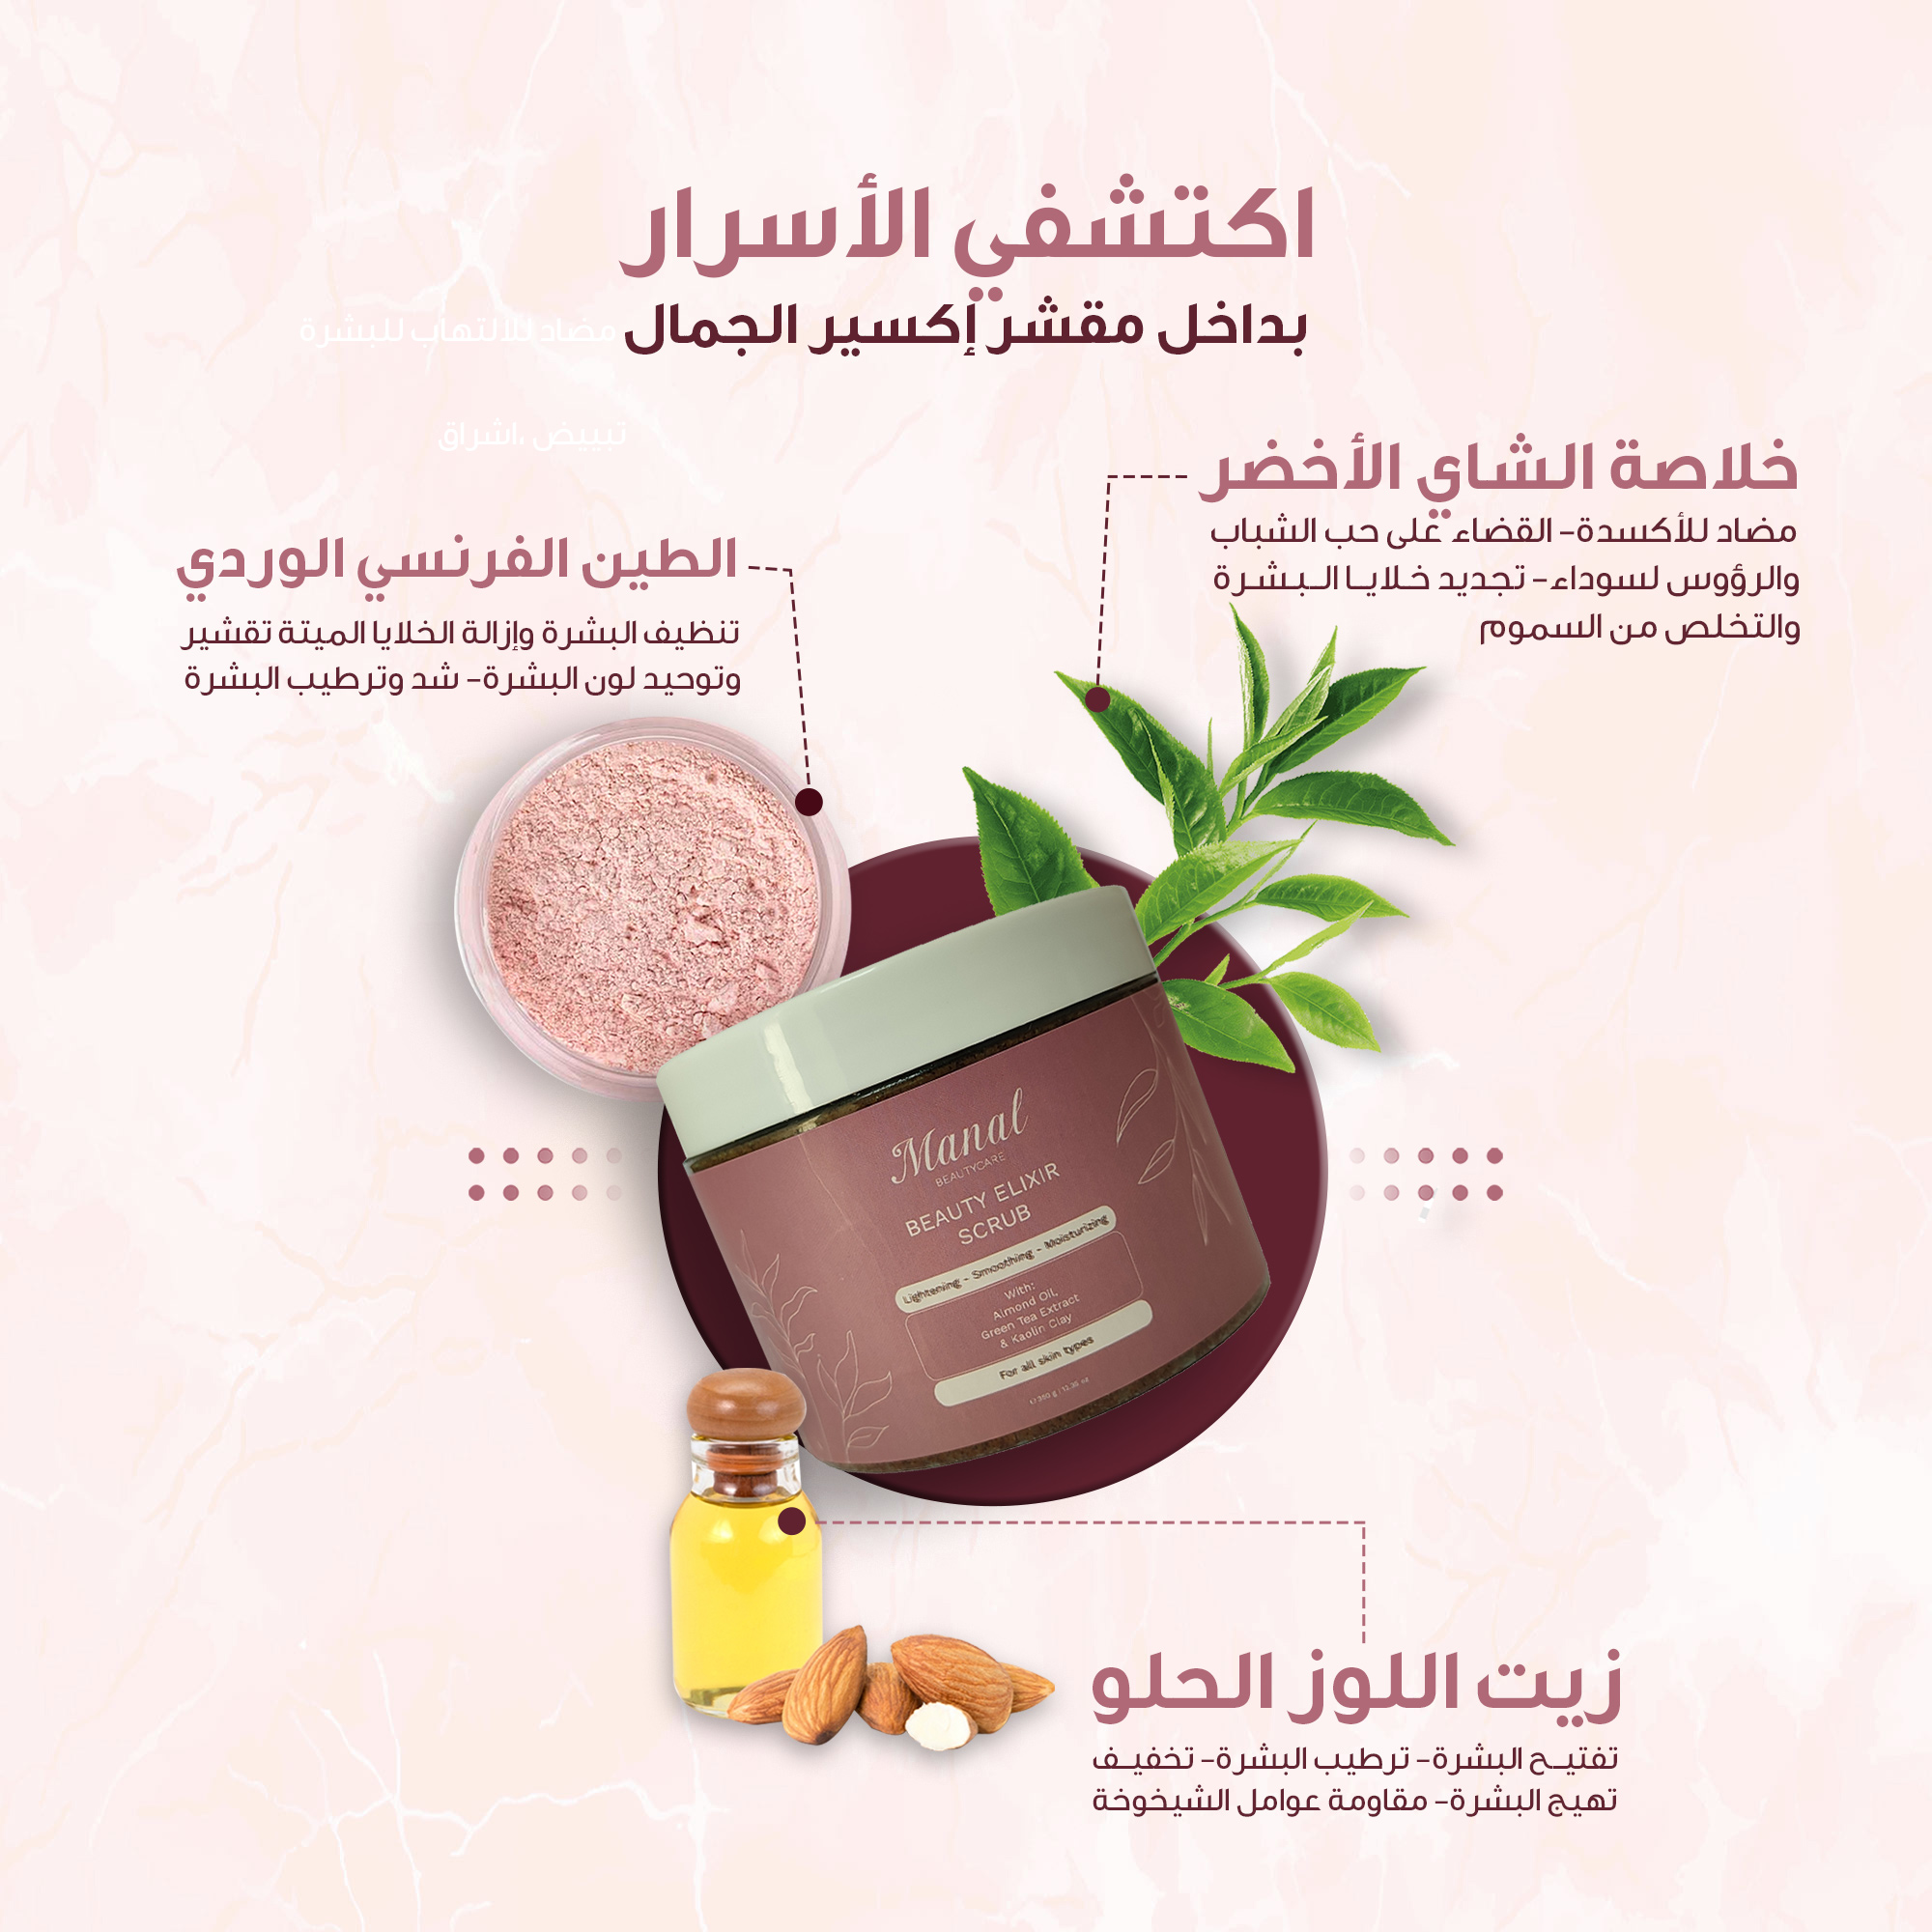 اكتشفي الأسرار
بداخل مقشر إكسير الجمال
مضاد للالتهاب للبشرة
تبييض ،اشراق
خلاصة الشاي الأخضر
مضاد للأكسدة- القضاء على حب الشباب
والرؤوس لسوداء- تجديد خلايا البشرة
والتخلص من السموم
الطين الفرنسي الوردي
تنظيف البشرة وإزالة الخلايا الميتة تقشير
وتوحيد لون البشرة- شد وترطيب البشرة
Manal
BEAUTYCARE
BEAUTY ELIXIR
SCRUB
Lightening - Smoothing - Moisturizing
With:
Almond Oil,
Green Tea Extract
& Kaolin Clay
For all skin types
زيت اللوز الحلو
تفتيح البشرة- ترطيب البشرة- تخفيف
تهيج البشرة- مقاومة عوامل الشيخوخة